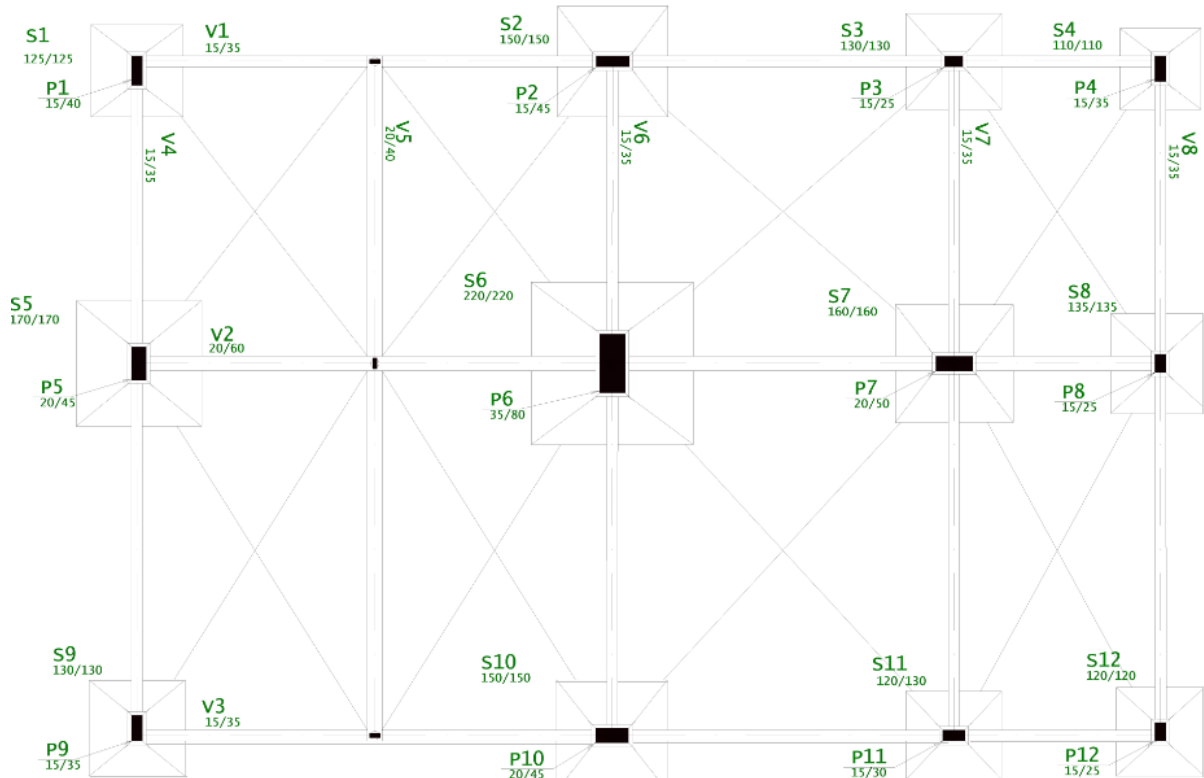 S1
125/125
V1
15/35
S2
150/150
S3
130/130
S4
110/110
P1
15/40
P2
15/45
P3
15/25
P4
15/35
V4
15/35
V5
20/40
V6
15/35
V7
15/35
V8
15/35
S5
170/170
V2
20/60
S6
220/220
S7
160/160
S8
135/135
P5
20/45
P6
35/80
P7
20/50
P8
15/25
S9
130/130
V3
15/35
S10
150/150
S11
120/130
S12
120/120
P9
15/35
P10
20/45
P11
15/30
P12
15/25